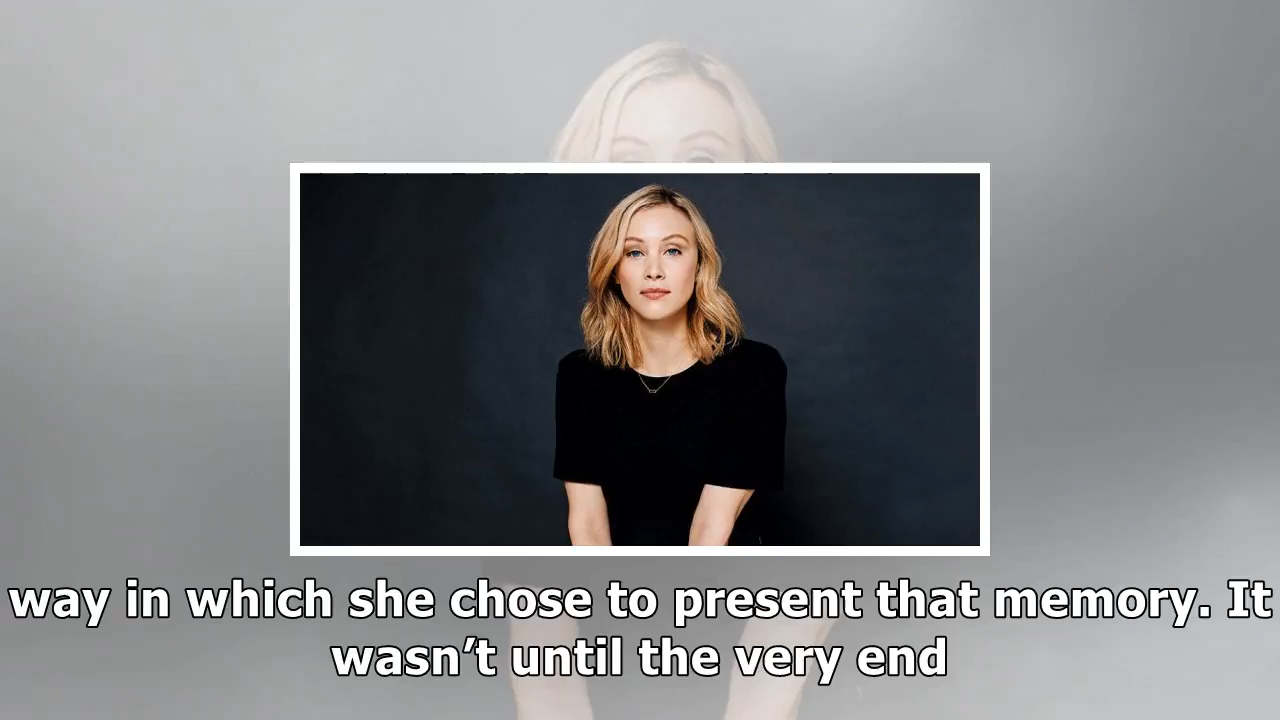 way in which she chose to present that memory. It
wasn’t until the very end